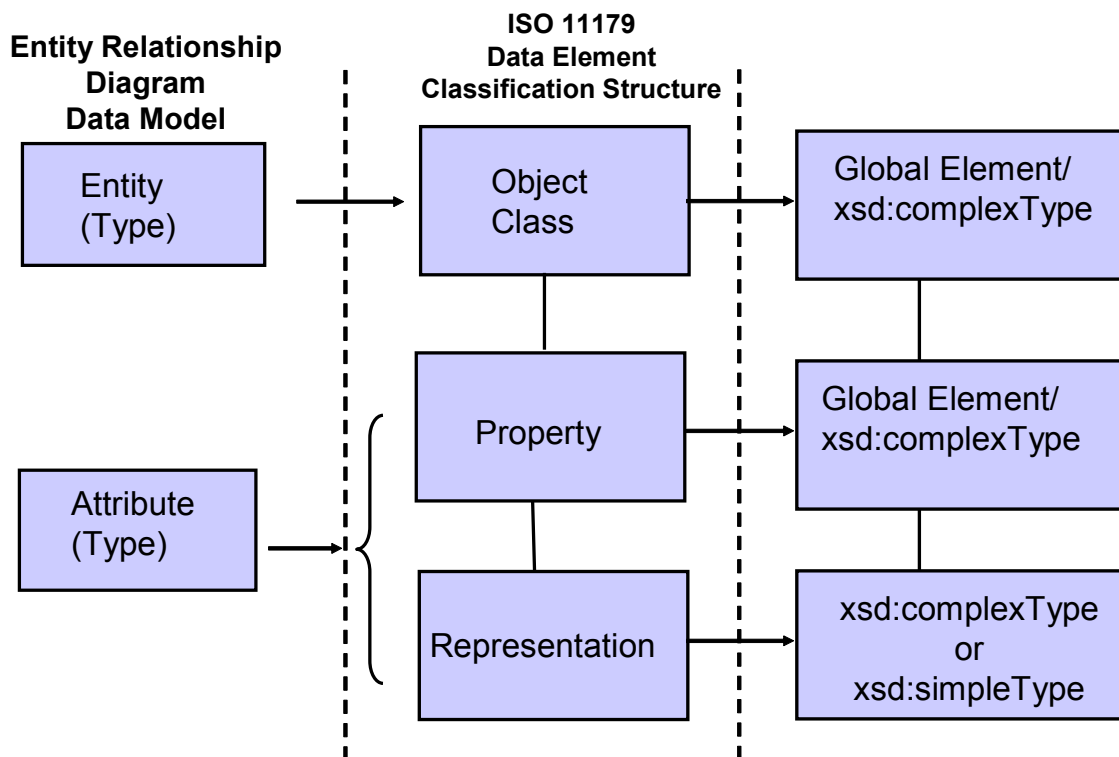 Entity Relationship
Diagram
Data Model
ISO 11179
Data Element
Classification Structure
Entity
(Type)
Object
Class
Global Element/
xsd:complexType
Property
Global Element/
xsd:complexType
Attribute
(Type)
Representation
xsd:complexType
or
xsd:simpleType